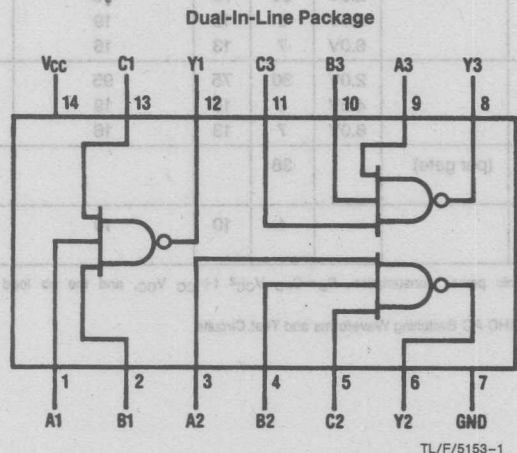 Dual-In-Line Package
VCC C1 Y1 C3 B3 A3 Y3
14 13 12 11 10 9 8
1 2 3 4 5 6 7
A1 B1 A2 B2 C2 Y2 GND
TL/F/5153-1